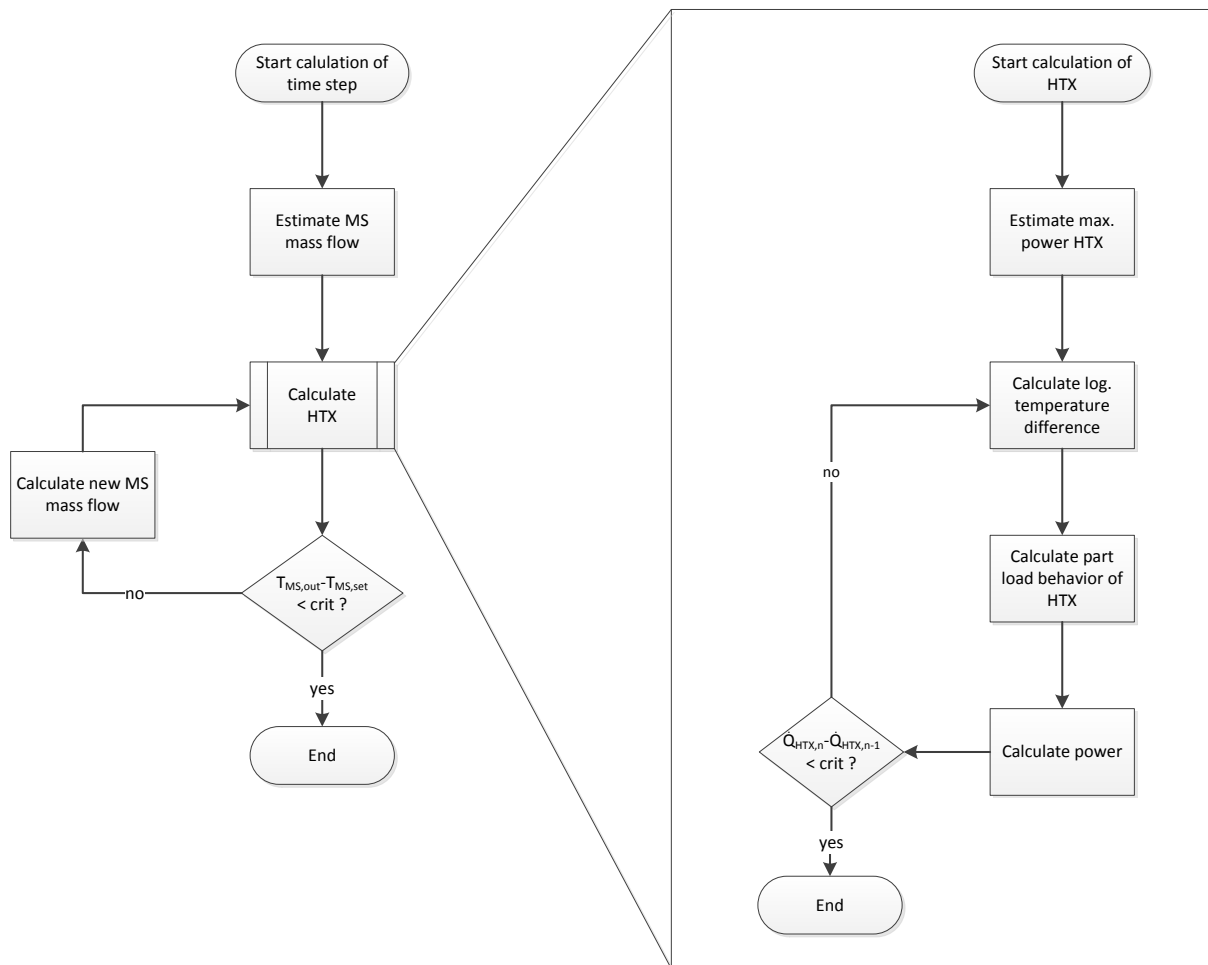 Start calulation of
time step
Estimate MS
mass flow
Calculate
HTX
Calculate new MS
mass flow
no
T_MS,out-T_MS,set
< crit ?
yes
End
Start calculation of
HTX
Estimate max.
power HTX
Calculate log.
temperature
difference
no
Calculate part
load behavior of
HTX
Q̇_HTX,n-Q̇_HTX,n-1
< crit ?
Calculate power
yes
End